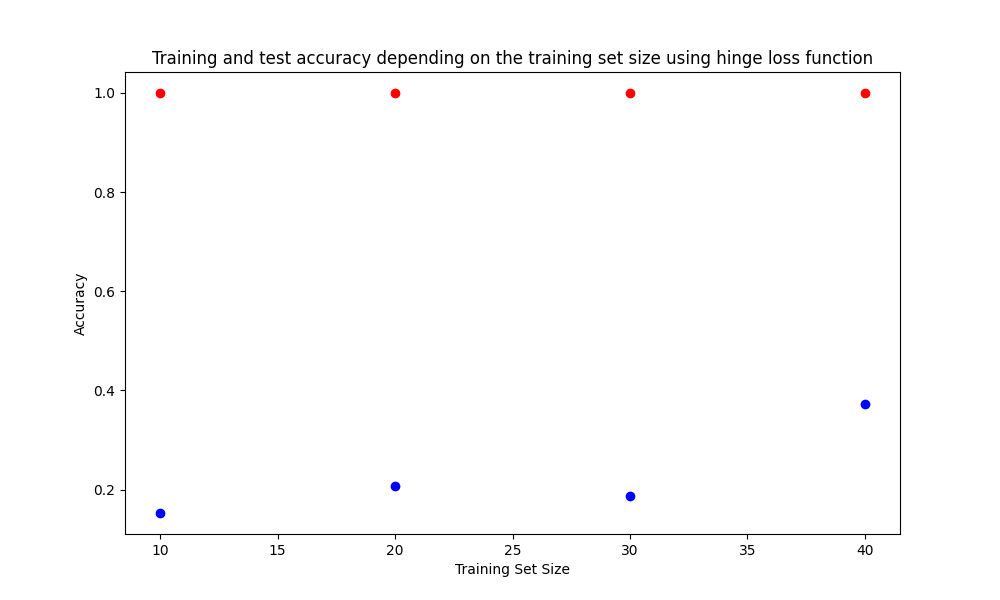 Training and test accuracy depending on the training set size using hinge loss function
1.0
0.8
0.6
0.4
0.2
Accuracy
10 15 20 25 30 35 40
Training Set Size